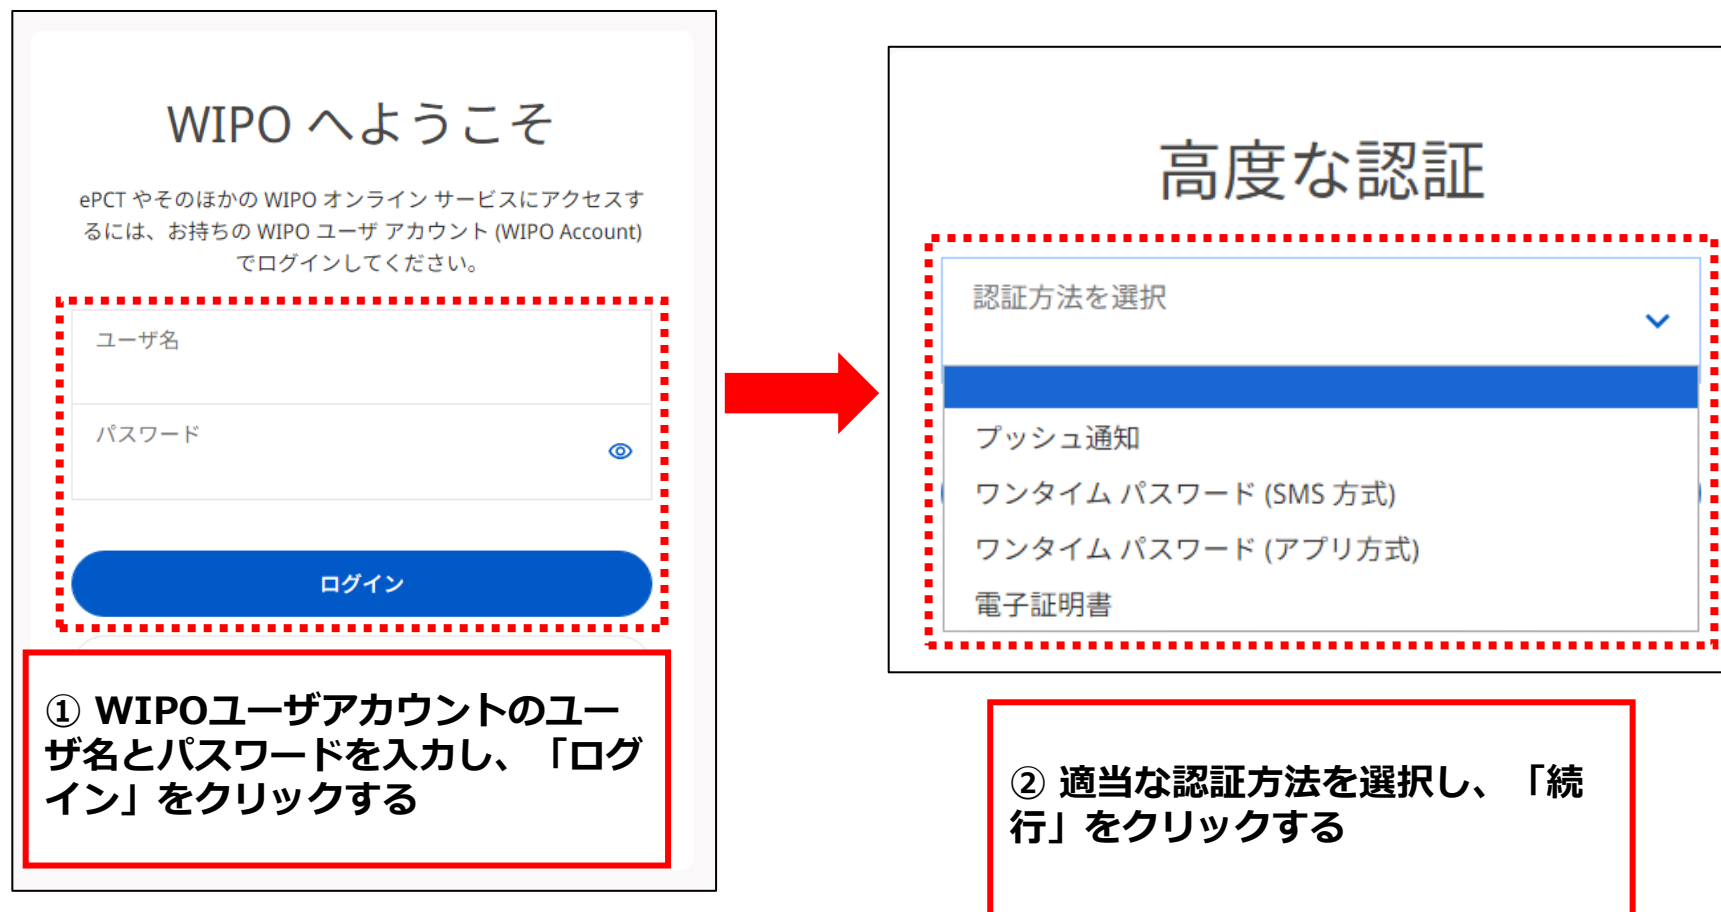 WIPO へようこそ
ePCT やそのほかの WIPO オンライン サービスにアクセスす
るには、お持ちの WIPO ユーザ アカウント (WIPO Account)
でログインしてください。
ユーザ名
パスワード
ログイン
① WIPOユーザアカウントのユー
ザ名とパスワードを入力し、「ログ
イン」をクリックする
高度な認証
認証方法を選択
プッシュ通知
ワンタイム パスワード (SMS 方式)
ワンタイム パスワード (アプリ方式)
電子証明書
② 適当な認証方法を選択し、「続
行」をクリックする